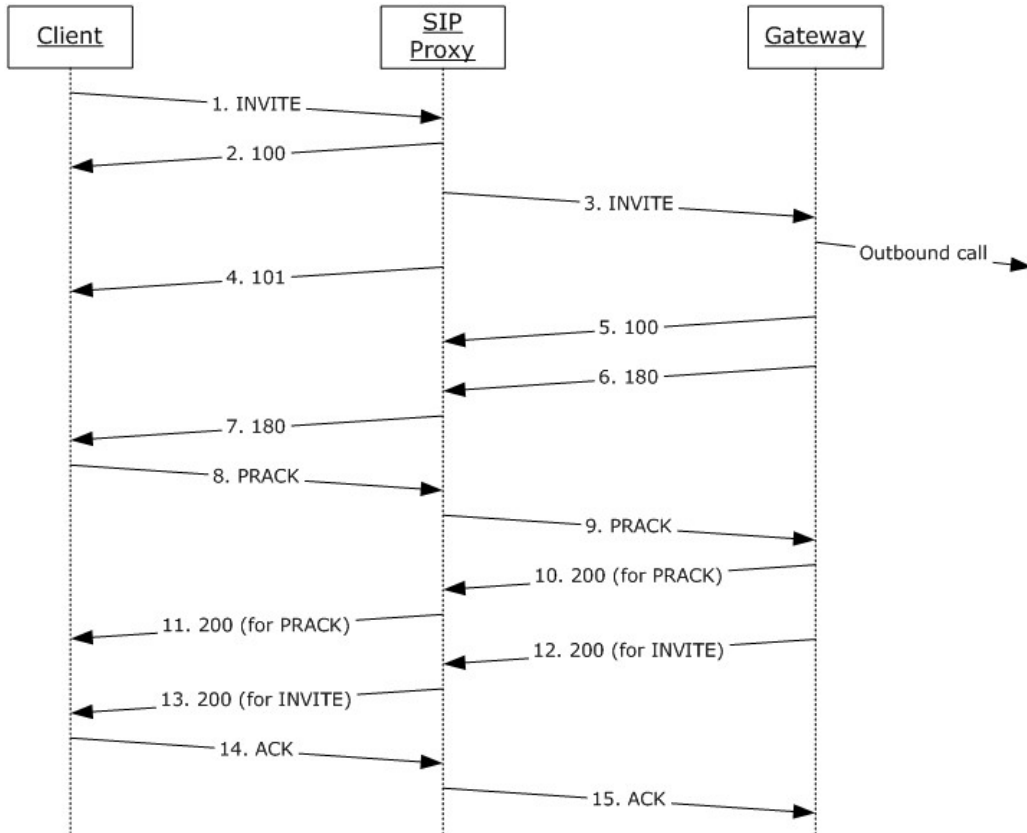 Client
SIP
Proxy
Gateway
1. INVITE
2. 100
3. INVITE
Outbound call
4. 101
5. 100
6. 180
7. 180
8. PRACK
9. PRACK
10. 200 (for PRACK)
11. 200 (for PRACK)
12. 200 (for INVITE)
13. 200 (for INVITE)
14. ACK
15. ACK